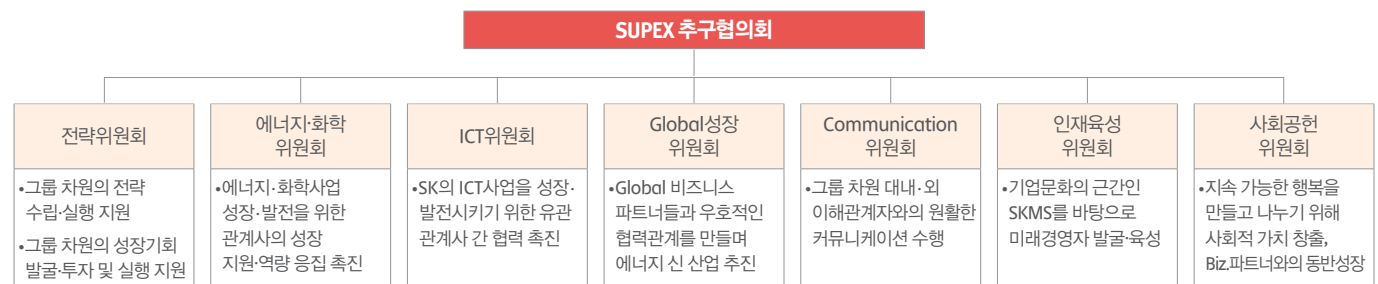 SUPEX 추구협의회
전략위원회
•그룹 차원의 전략
수립·실행 지원
•그룹 차원의 성장기회
발굴·투자 및 실행 지원
에너지·화학
위원회
•에너지·화학사업
성장·발전을 위한
관계사의 성장
지원·역량 응집 촉진
ICT위원회
•SK의 ICT사업을 성장·
발전시키기 위한 유관
관계사 간 협력 촉진
Global성장
위원회
•Global 비즈니스
파트너들과 우호적인
협력관계를 만들며
에너지 신 산업 추진
Communication
위원회
•그룹 차원 대내·외
이해관계자와의 원활한
커뮤니케이션 수행
인재육성
위원회
•기업문화의 근간인
SKMS를 바탕으로
미래경영자 발굴·육성
사회공헌
위원회
•지속 가능한 행복을
만들고 나누기 위해
사회적 가치 창출,
Biz.파트너와의 동반성장